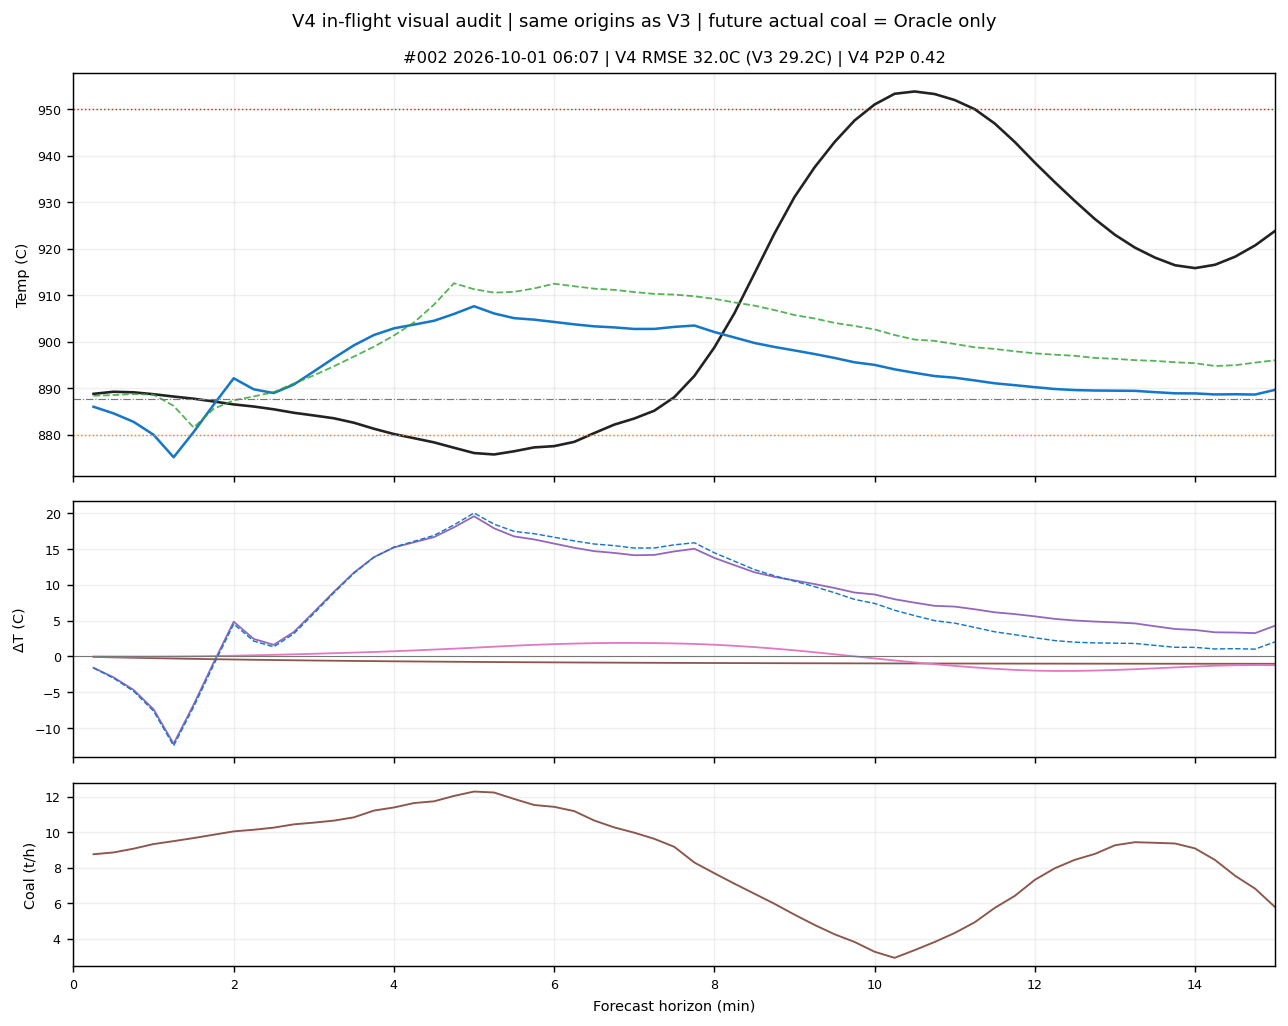 V4 in-flight visual audit | same origins as V3 | future actual coal = Oracle only
#002 2026-10-01 06:07 | V4 RMSE 32.0C (V3 29.2C) | V4 P2P 0.42
Temp (C)
950
940
930
920
910
900
890
880
ΔT (C)
20
15
10
5
0
−5
−10
Coal (t/h)
12
10
8
6
4
0 2 4 6 8 10 12 14
Forecast horizon (min)